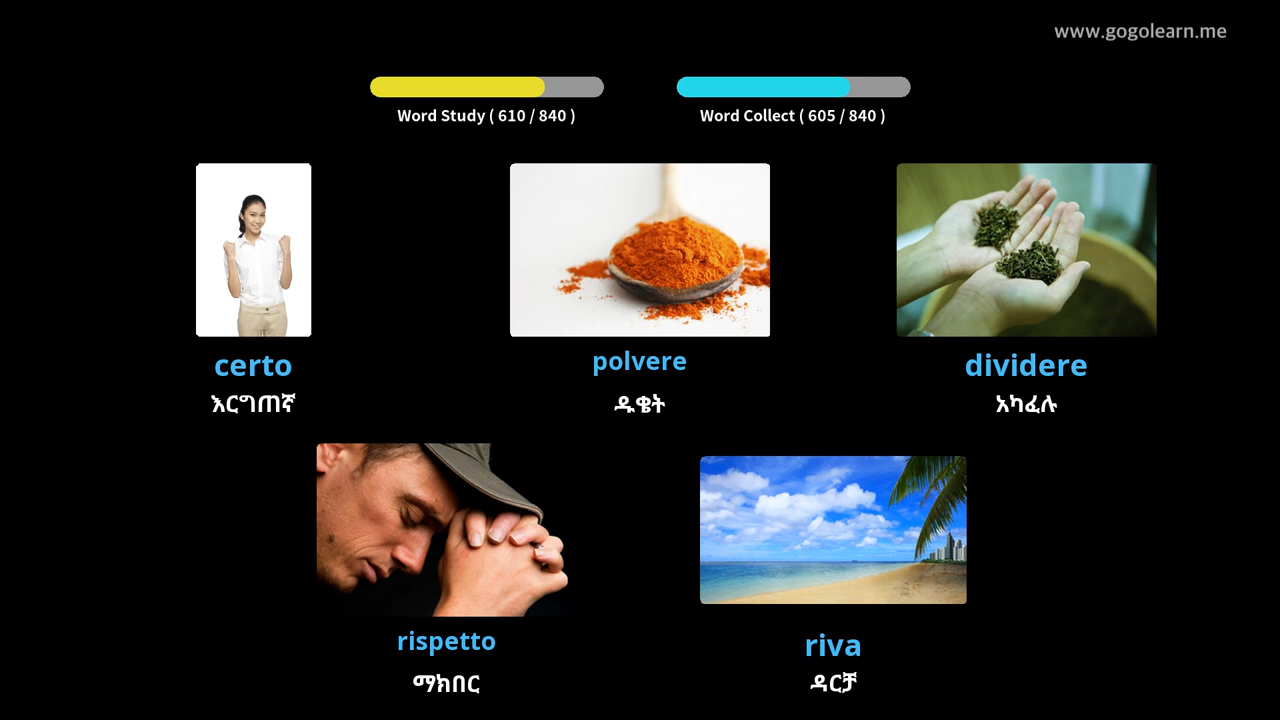 www.gogolearn.me
Word Study ( 610 / 840 )
Word Collect ( 605 / 840 )
certo
እርግጠኛ
polvere
ዱቄት
dividere
አካፈሉ
rispetto
ማክበር
riva
ዳርቻ